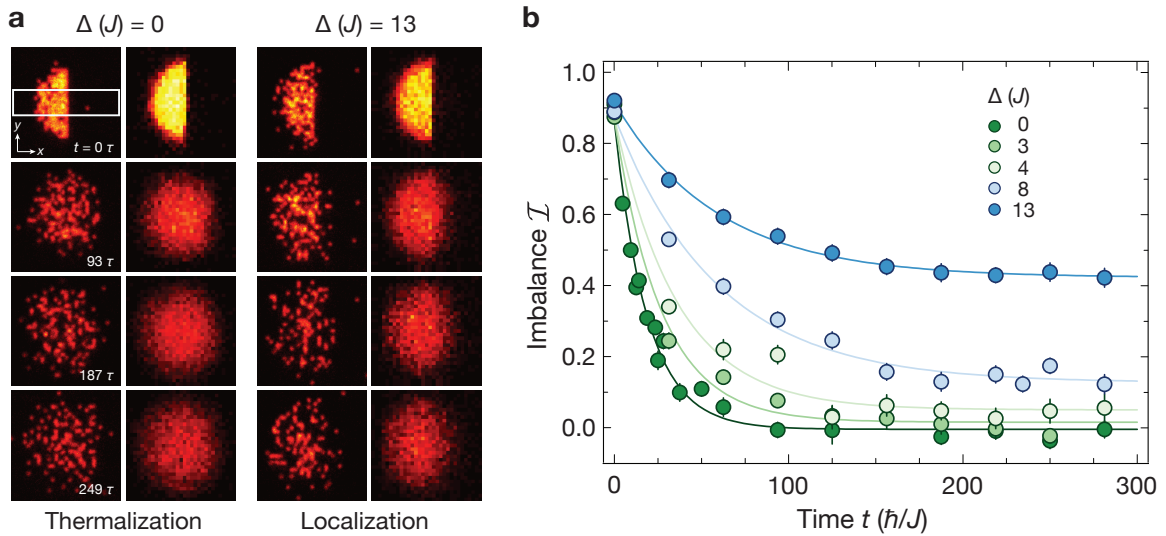 a
Δ (J) = 0
Δ (J) = 13
y
x
t = 0 τ
93 τ
187 τ
249 τ
Thermalization
Localization
b
1.0
0.8
0.6
0.4
0.2
0.0
Imbalance ℐ
Δ (J)
0
3
4
8
13
0
100
200
300
Time t (ħ/J)